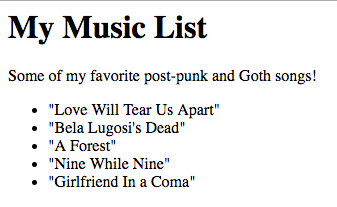 My Music List
Some of my favorite post-punk and Goth songs!
• "Love Will Tear Us Apart"
• "Bela Lugosi's Dead"
• "A Forest"
• "Nine While Nine"
• "Girlfriend In a Coma"